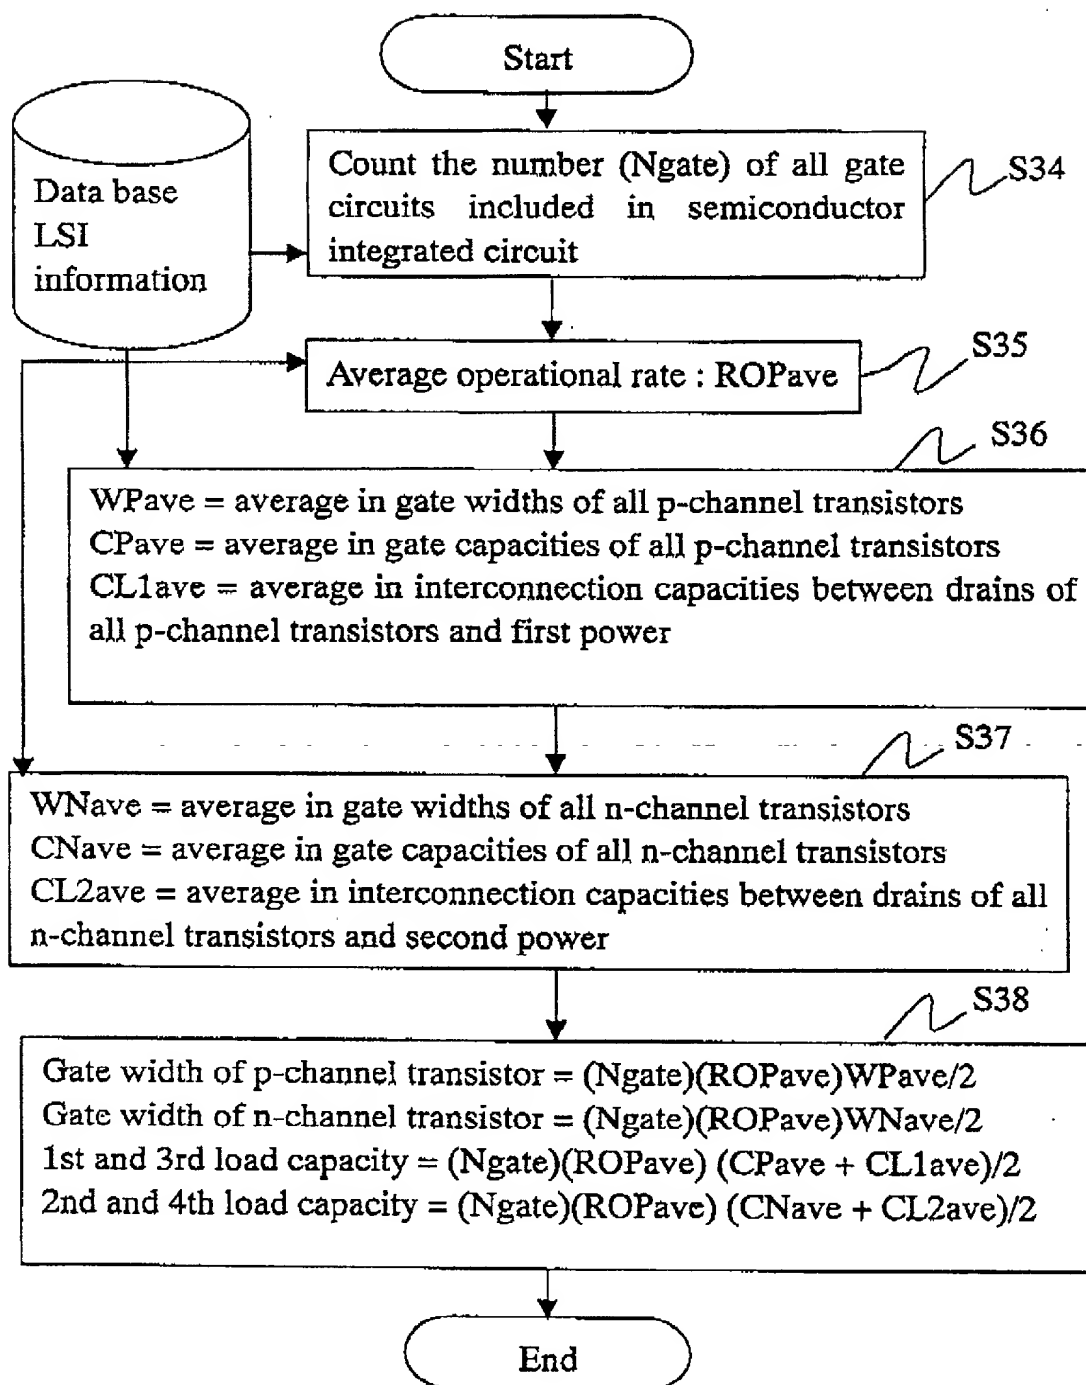 Start
Data base
LSI
information
Count the number (Ngate) of all gate
circuits included in semiconductor
integrated circuit
S34
Average operational rate : ROPave
S35
S36
WPave = average in gate widths of all p-channel transistors
CPave = average in gate capacities of all p-channel transistors
CL1ave = average in interconnection capacities between drains of
all p-channel transistors and first power
S37
WNave = average in gate widths of all n-channel transistors
CNave = average in gate capacities of all n-channel transistors
CL2ave = average in interconnection capacities between drains of all
n-channel transistors and second power
S38
Gate width of p-channel transistor = (Ngate)(ROPave)WPave/2
Gate width of n-channel transistor = (Ngate)(ROPave)WNave/2
1st and 3rd load capacity = (Ngate)(ROPave) (CPave + CL1ave)/2
2nd and 4th load capacity = (Ngate)(ROPave) (CNave + CL2ave)/2
End